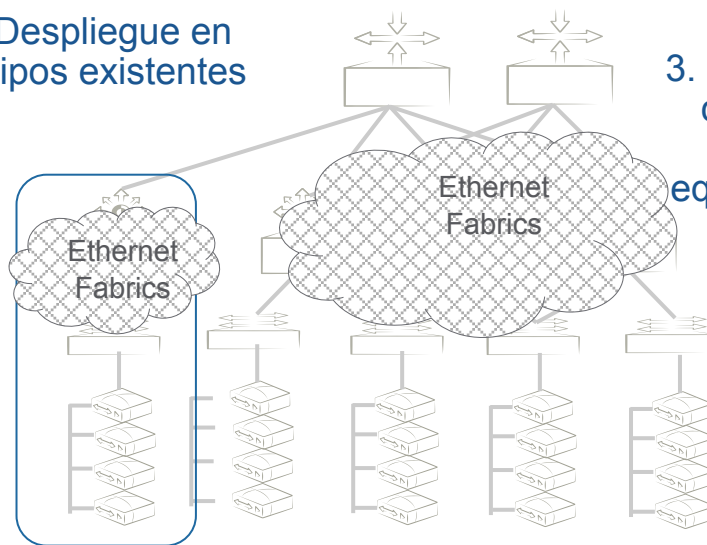 Despliegue en
ipos existentes
3.
eq
Ethernet
Fabrics
Ethernet
Fabrics